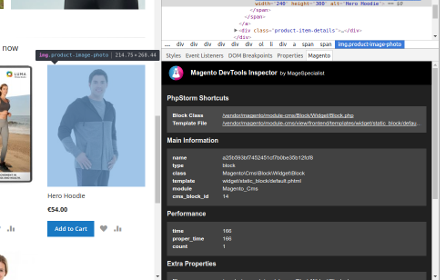 width="240" height="300" alt="Hero Hoodie"> == $0
</span>
</span>
</a>
<div class="product-item-details">…</div>
</div>
… div div div div div div ol li div a span span img.product-image-photo
Styles Event Listeners DOM Breakpoints Properties Magento
now
img.product-image-photo 214.75×268.44
Magento DevTools Inspector by MageSpecialist
PhpStorm Shortcuts
Block Class /vendor/magento/module-cms/Block/Widget/Block.php
Template File /vendor/magento/module-cms/view/frontend/templates/widget/static_block/defau...
Main Information
type block
class Magento\Cms\Block\Widget\Block
template widget/static_block/default.phtml
module Magento_Cms
cms_block_id 14
Performance
time 166
proper_time 166
count 1
Extra Properties
LUMA
Hero Hoodie
€54.00
Add to Cart